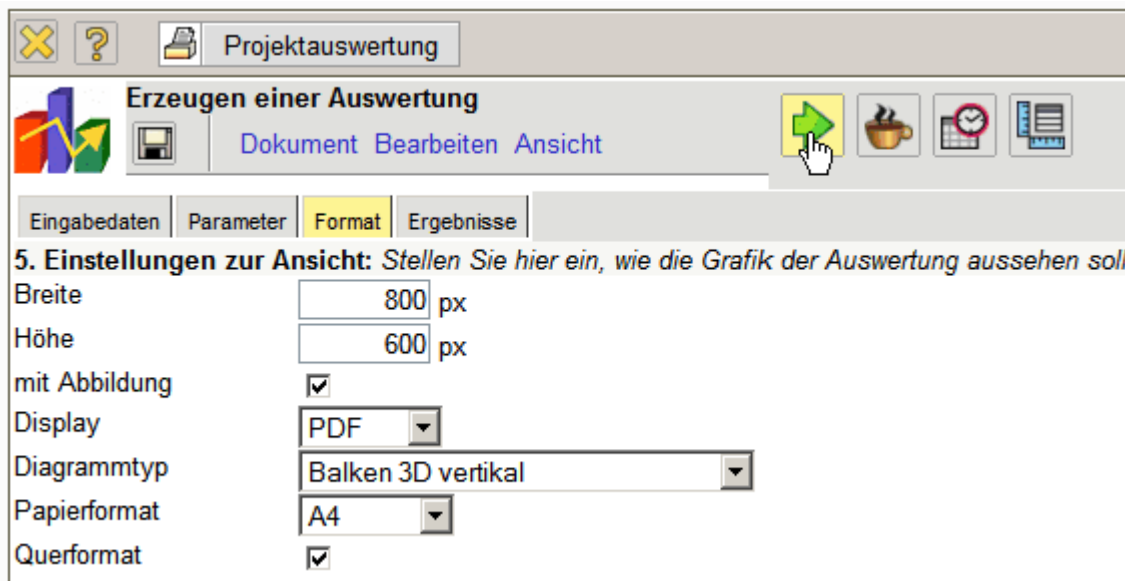 Projektauswertung
Erzeugen einer Auswertung
Dokument Bearbeiten Ansicht
Eingabedaten Parameter Format Ergebnisse
5. Einstellungen zur Ansicht: Stellen Sie hier ein, wie die Grafik der Auswertung aussehen soll
Breite 800 px
Höhe 600 px
mit Abbildung
Display PDF
Diagrammtyp Balken 3D vertikal
Papierformat A4
Querformat